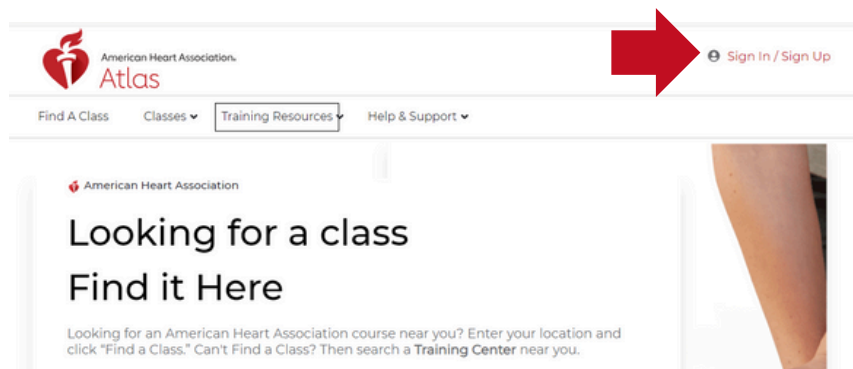 American Heart Association.
Atlas
Sign In / Sign Up
Find A Class Classes Training Resources Help & Support
American Heart Association
Looking for a class
Find it Here
Looking for an American Heart Association course near you? Enter your location and
click “Find a Class.” Can't Find a Class? Then search a Training Center near you.